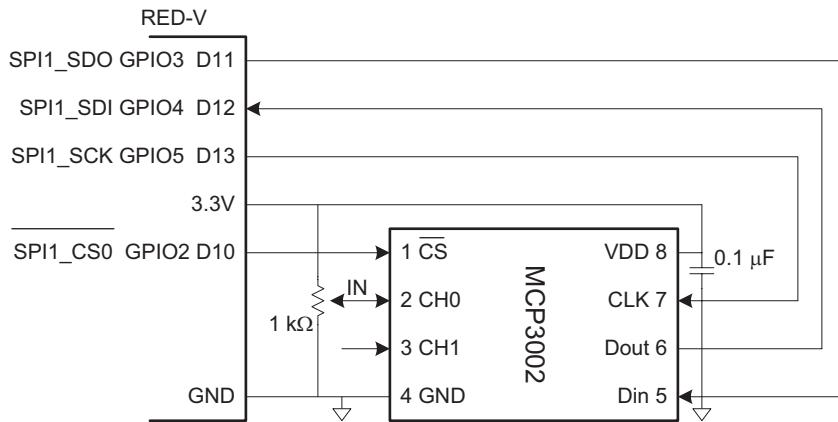 RED-V
SPI1_SDO GPIO3 D11
SPI1_SDI GPIO4 D12
SPI1_SCK GPIO5 D13
3.3V
SPI1_CS0 GPIO2 D10
GND
IN
1 kΩ
1 CS
2 CH0
3 CH1
4 GND
MCP3002
VDD 8
CLK 7
Dout 6
Din 5
0.1 µF